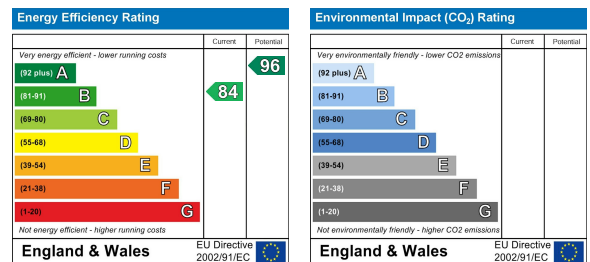 Energy Efficiency Rating
Current Potential
Very energy efficient - lower running costs
(92 plus) A
96
(81-91) B
84
(69-80) C
(55-68) D
(39-54) E
(21-38) F
(1-20) G
Not energy efficient - higher running costs
England & Wales
EU Directive
2002/91/EC
Environmental Impact (CO2) Rating
Current Potential
Very environmentally friendly - lower CO2 emissions
(92 plus) A
(81-91) B
(69-80) C
(55-68) D
(39-54) E
(21-38) F
(1-20) G
Not environmentally friendly - higher CO2 emissions
England & Wales
EU Directive
2002/91/EC